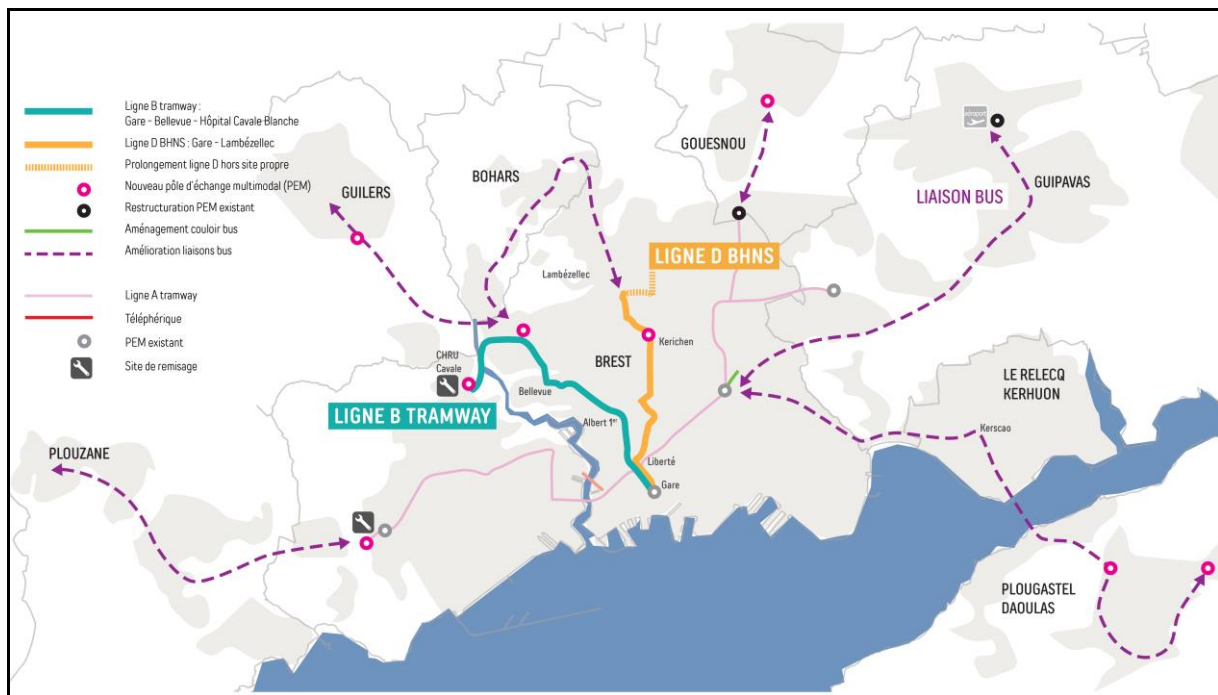 Ligne B tramway :
Gare - Bellevue - Hôpital Cavale Blanche
Ligne D BHNS : Gare - Lambézellec
Prolongement ligne D hors site propre
Nouveau pôle d'échange multimodal (PEM)
Restructuration PEM existant
Aménagement couloir bus
Amélioration liaisons bus
Ligne A tramway
Téléphérique
PEM existant
Site de remisage
GOUESNOU
aéroport
BOHARS
GUILERS
GUIPAVAS
LIAISON BUS
LIGNE D BHNS
Lambézellec
Kerichen
CHRU
Cavale
BREST
LE RELECQ
KERHUON
Bellevue
LIGNE B TRAMWAY
Albert 1er
Kerscao
PLOUZANE
Liberté
Gare
PLOUGASTEL
DAOULAS